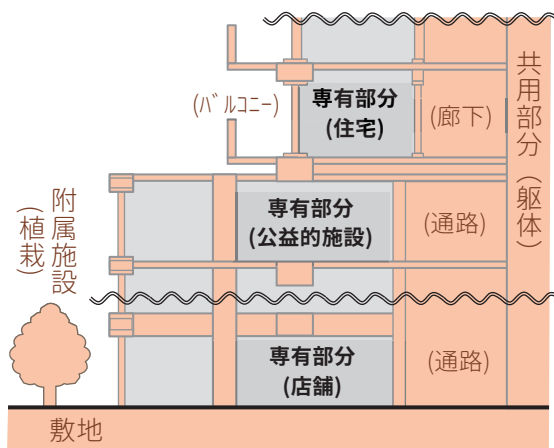 専有部分
(住宅)
(バルコニー)
(廊下)
共用部分（躯体）
専有部分
(公益的施設)
(通路)
附属施設
(植栽)
専有部分
(店舗)
(通路)
敷地